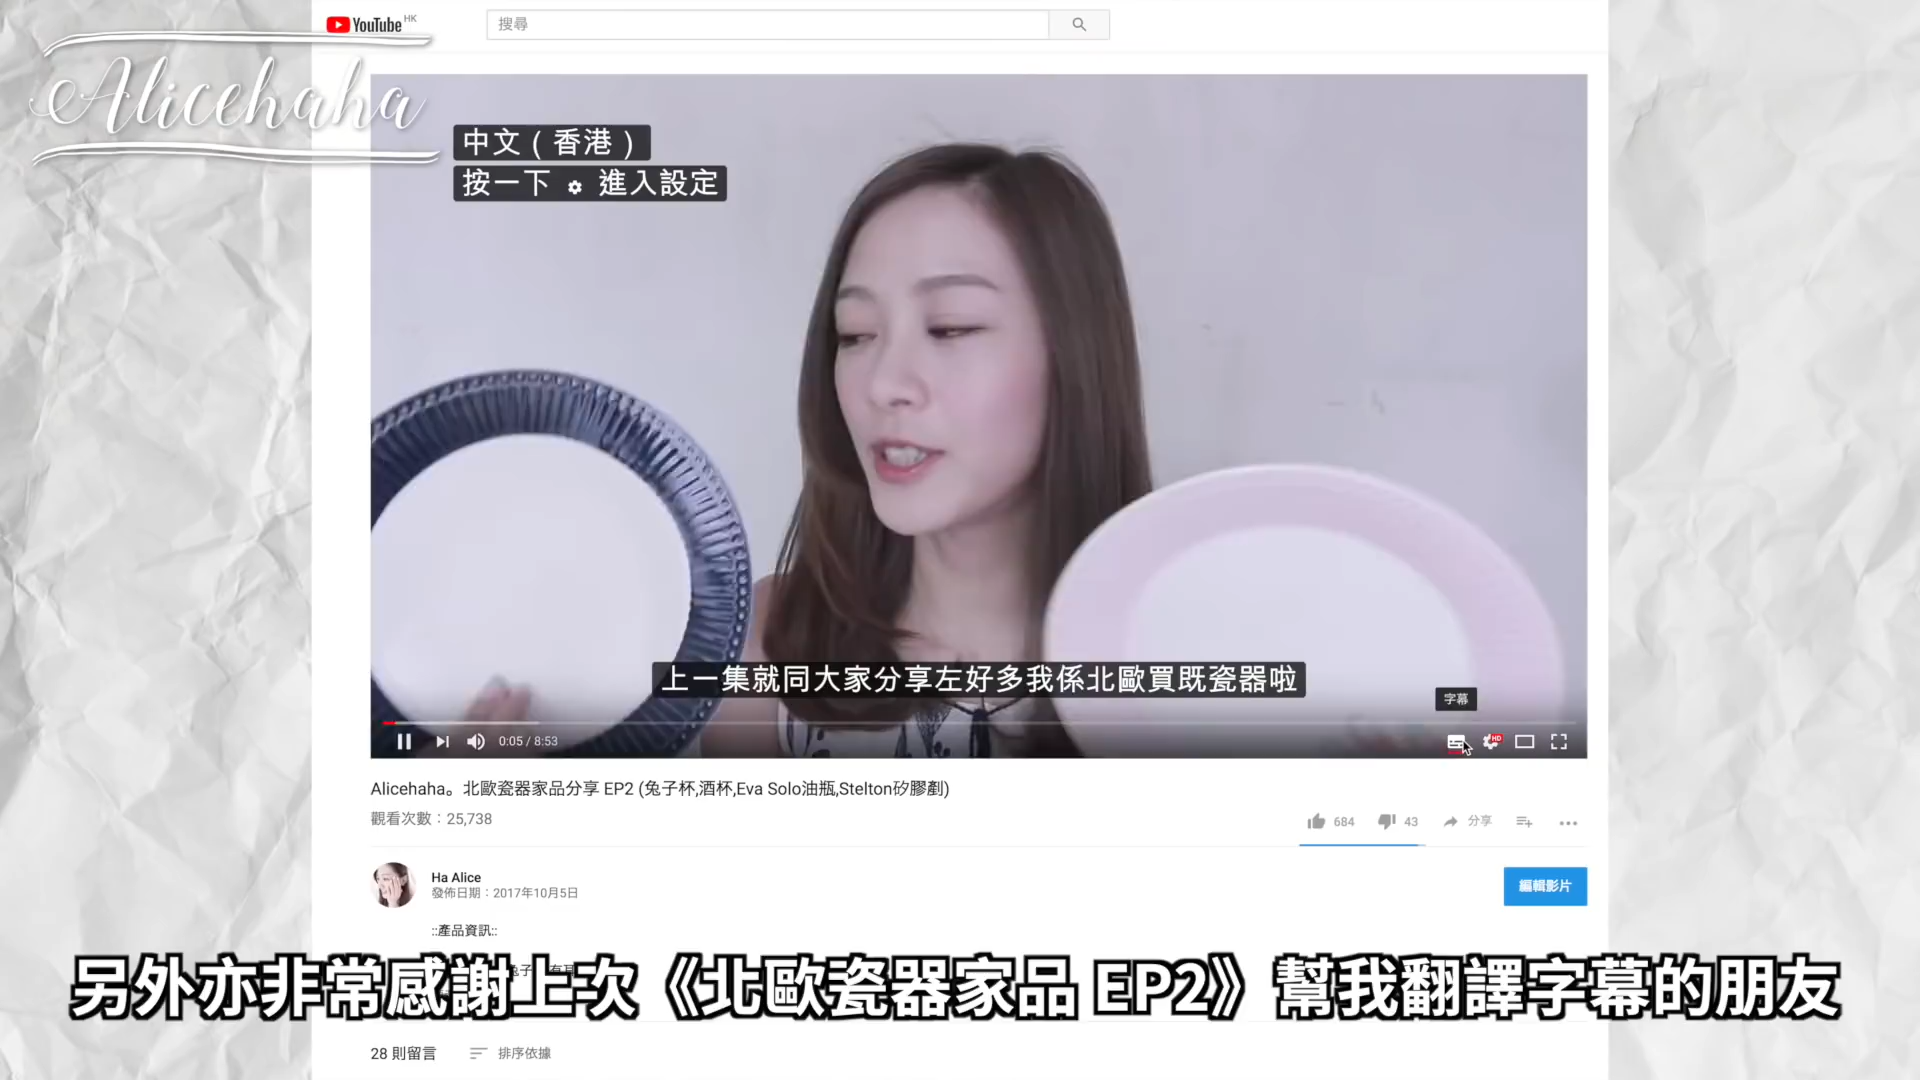 YouTube HK
搜尋
Alicehaha
中文（香港）
按一下 進入設定
上一集就同大家分享左好多我係北歐買既瓷器啦
字幕
0:05 / 8:53
HD
Alicehaha。北歐瓷器家品分享 EP2 (兔子杯,酒杯,Eva Solo油瓶,Stelton矽膠剷)
觀看次數：25,738
684 43 分享
Ha Alice
發佈日期：2017年10月5日
編輯影片
::產品資訊::
另外亦非常感謝上次《北歐瓷器家品 EP2》幫我翻譯字幕的朋友
28 則留言 排序依據